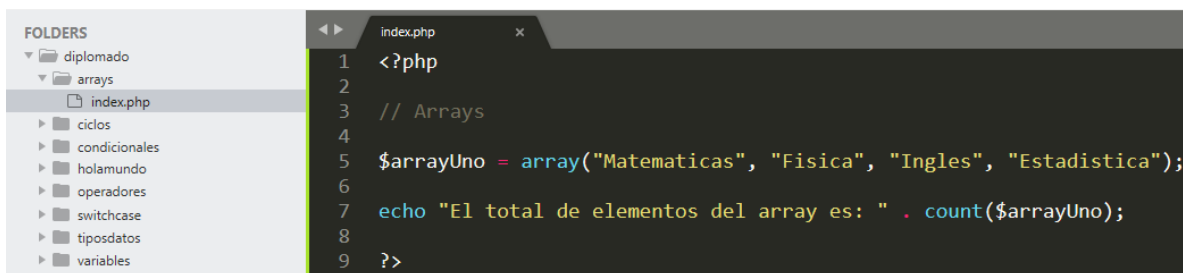 FOLDERS
diplomado
arrays
index.php
ciclos
condicionales
holamundo
operadores
switchcase
tiposdatos
variables
index.php ×
1 <?php
2
3 // Arrays
4
5 $arrayUno = array("Matematicas", "Fisica", "Ingles", "Estadistica");
6
7 echo "El total de elementos del array es: " . count($arrayUno);
8
9 ?>